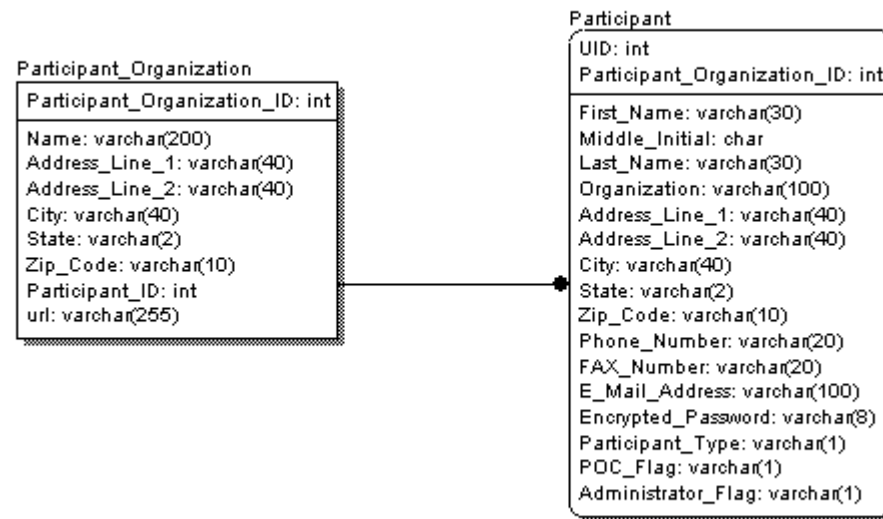 Participant_Organization
Participant_Organization_ID: int
Name: varchar(200)
Address_Line_1: varchar(40)
Address_Line_2: varchar(40)
City: varchar(40)
State: varchar(2)
Zip_Code: varchar(10)
Participant_ID: int
url: varchar(255)
Participant
UID: int
Participant_Organization_ID: int
First_Name: varchar(30)
Middle_Initial: char
Last_Name: varchar(30)
Organization: varchar(100)
Address_Line_1: varchar(40)
Address_Line_2: varchar(40)
City: varchar(40)
State: varchar(2)
Zip_Code: varchar(10)
Phone_Number: varchar(20)
FAX_Number: varchar(20)
E_Mail_Address: varchar(100)
Encrypted_Password: varchar(8)
Participant_Type: varchar(1)
POC_Flag: varchar(1)
Administrator_Flag: varchar(1)